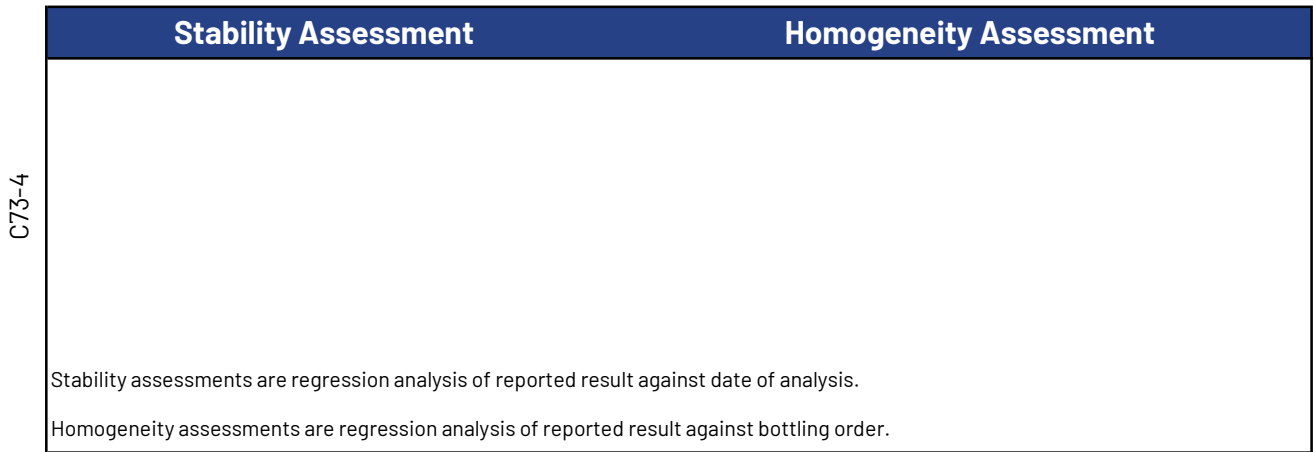 Stability Assessment
Homogeneity Assessment
C73-4
Stability assessments are regression analysis of reported result against date of analysis.
Homogeneity assessments are regression analysis of reported result against bottling order.